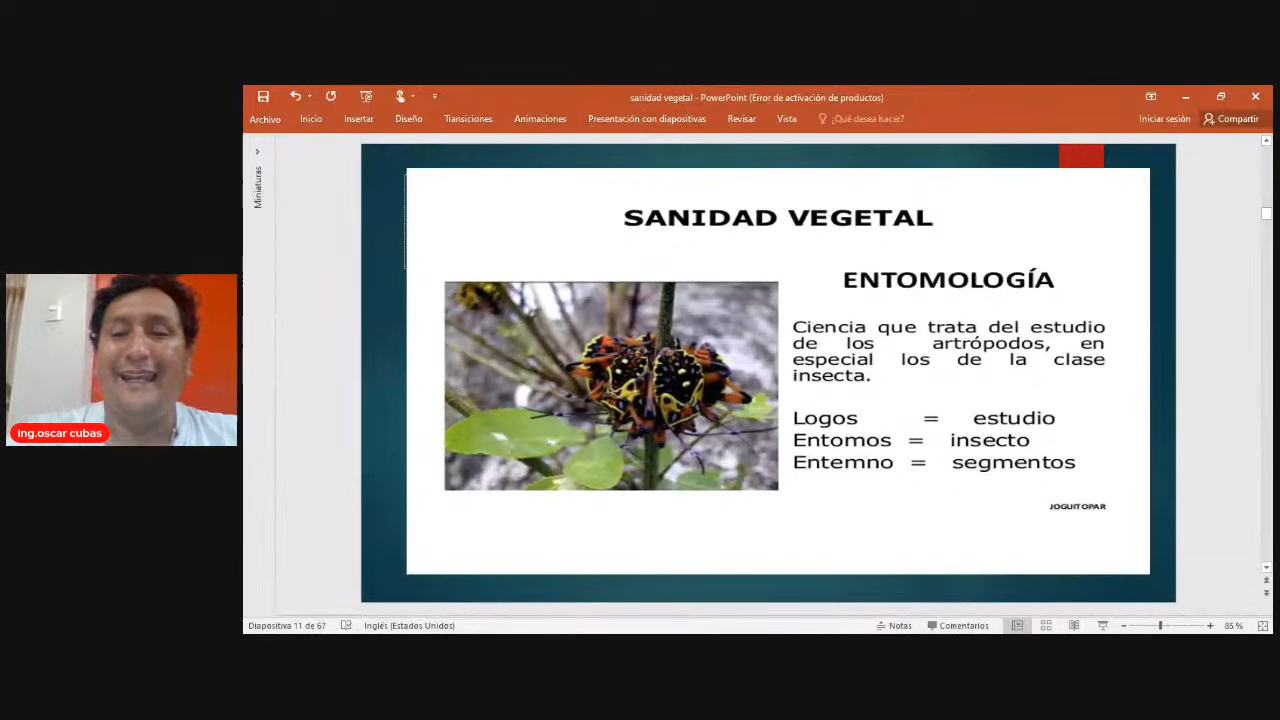 sanidad vegetal - PowerPoint (Error de activación de productos)
Archivo Inicio Insertar Diseño Transiciones Animaciones Presentación con diapositivas Revisar Vista ¿Qué desea hacer? Iniciar sesión Compartir
Miniaturas
SANIDAD VEGETAL
ENTOMOLOGÍA
Ciencia que trata del estudio
de los artrópodos, en
especial los de la clase
insecta.
Logos = estudio
Entomos = insecto
Entemno = segmentos
JOGUITOPAR
ing.oscar cubas
Diapositiva 11 de 67 Inglés (Estados Unidos) Notas Comentarios 85 %